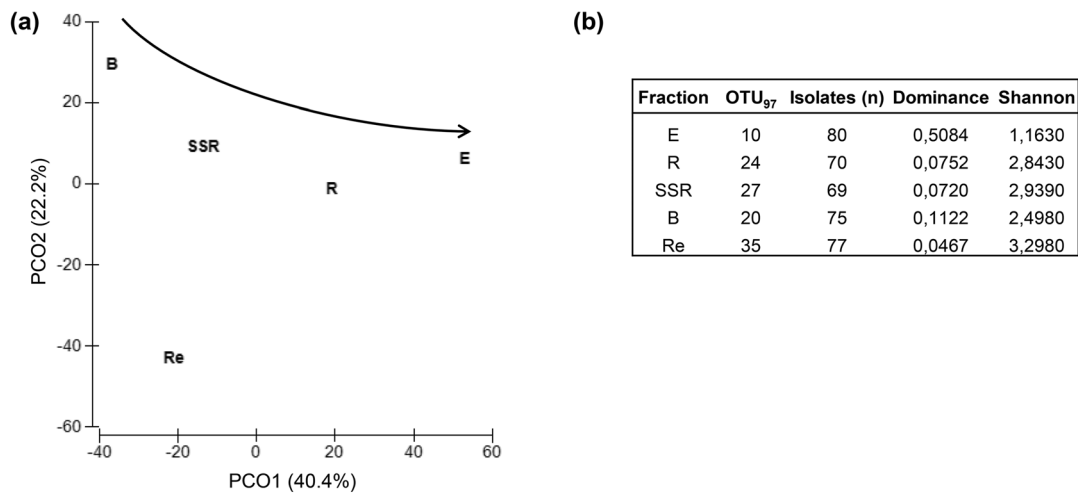 (a)
40
20
0
-20
-40
-60
PCO2 (22.2%)
B
SSR
R
E
Re
-40 -20 0 20 40 60
PCO1 (40.4%)
(b)
Fraction OTU97 Isolates (n) Dominance Shannon
E 10 80 0,5084 1,1630
R 24 70 0,0752 2,8430
SSR 27 69 0,0720 2,9390
B 20 75 0,1122 2,4980
Re 35 77 0,0467 3,2980